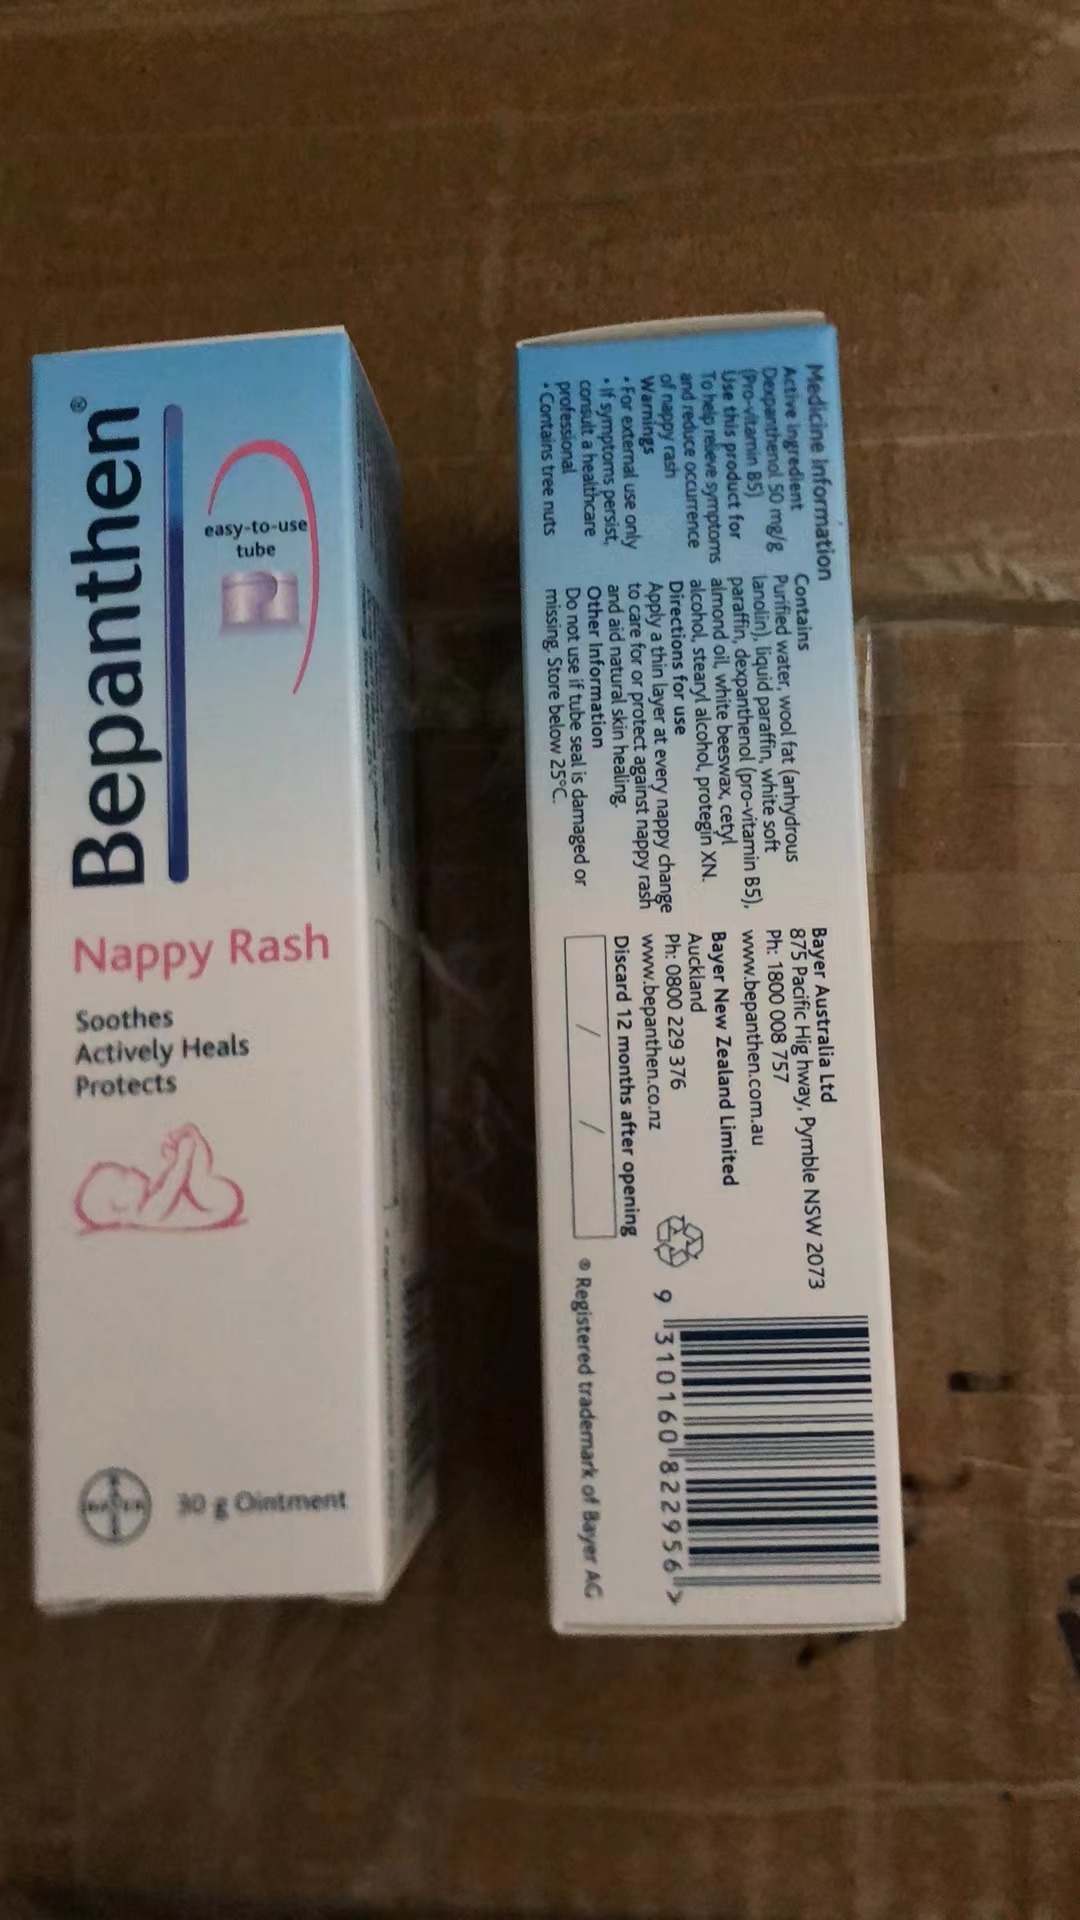 Bepanthen®
easy-to-use
tube
Nappy Rash
Soothes
Actively Heals
Protects
30 g Ointment
Medicine Information
Active ingredient
Dexpanthenol 50 mg/g
(Pro-vitamin B5)
Use this product for
To help relieve symptoms
and reduce occurrence
of nappy rash
Warnings
• For external use only
• If symptoms persist,
consult a healthcare
professional
• Contains tree nuts
Contains
Purified water, wool fat (anhydrous
lanolin), liquid paraffin, white soft
paraffin, dexpanthenol (pro-vitamin B5),
almond oil, white beeswax, cetyl
alcohol, stearyl alcohol, protegin XN.
Directions for use
Apply a thin layer at every nappy change
to care for or protect against nappy rash
and aid natural skin healing.
Other Information
Do not use if tube seal is damaged or
missing. Store below 25°C.
Bayer Australia Ltd
875 Pacific Hig hway, Pymble NSW 2073
Ph: 1800 008 757
www.bepanthen.com.au
Bayer New Zealand Limited
Auckland
Ph: 0800 229 376
www.bepanthen.co.nz
Discard 12 months after opening
/ /
® Registered trademark of Bayer AG
9 310160 822956 >